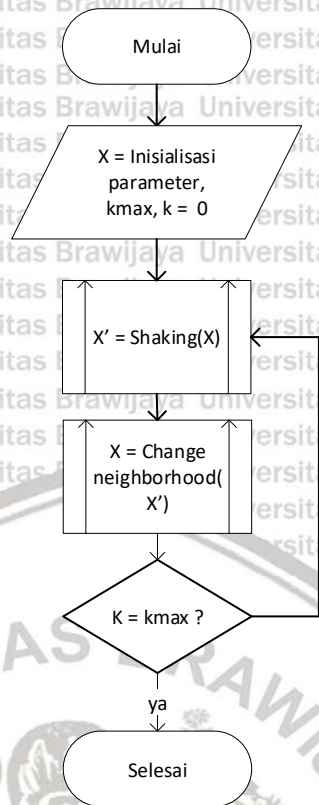 Mulai
X = Inisialisasi
parameter,
kmax, k = 0
X’ = Shaking(X)
X = Change
neighborhood(
X’)
K = kmax ?
ya
Selesai